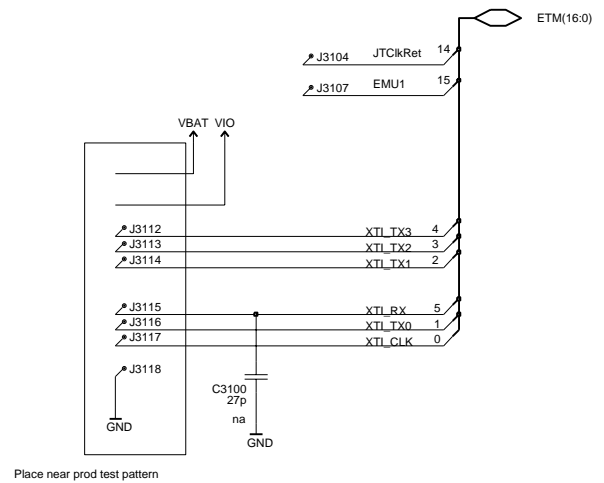 ETM(16:0)
J3104 JTClkRet 14
J3107 EMU1 15
VBAT VIO
J3112 XTI_TX3 4
J3113 XTI_TX2 3
J3114 XTI_TX1 2
J3115 XTI_RX 5
J3116 XTI_TX0 1
J3117 XTI_CLK 0
J3118
C3100
27p
na
GND
GND
Place near prod test pattern